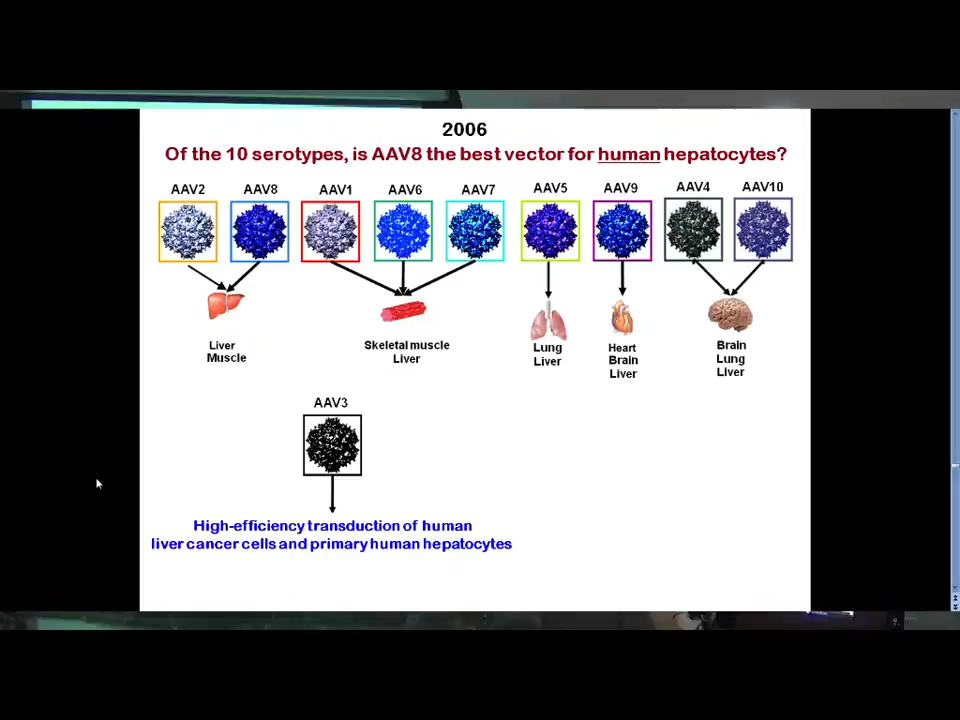 2006
Of the 10 serotypes, is AAV8 the best vector for human hepatocytes?
AAV2 AAV8 AAV1 AAV6 AAV7 AAV5 AAV9 AAV4 AAV10
Liver
Muscle
Skeletal muscle
Liver
Lung
Liver
Heart
Brain
Liver
Brain
Lung
Liver
AAV3
High-efficiency transduction of human
liver cancer cells and primary human hepatocytes